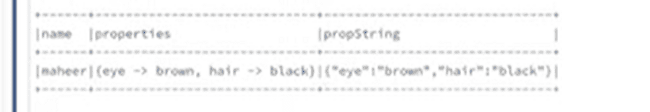 +------+----------------------------+-------------------------------+
|name |properties |propString |
+------+----------------------------+-------------------------------+
|maheer|{eye -> brown, hair -> black}|{"eye":"brown","hair":"black"}|
+------+----------------------------+-------------------------------+